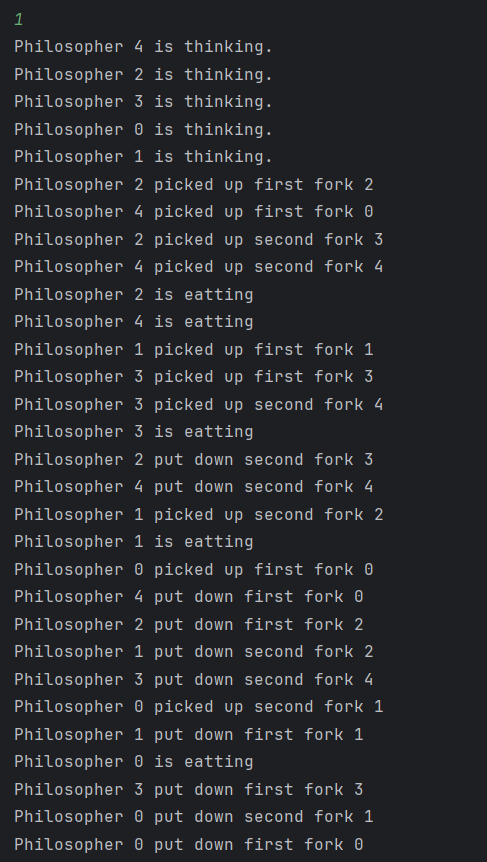 1
Philosopher 4 is thinking.
Philosopher 2 is thinking.
Philosopher 3 is thinking.
Philosopher 0 is thinking.
Philosopher 1 is thinking.
Philosopher 2 picked up first fork 2
Philosopher 4 picked up first fork 0
Philosopher 2 picked up second fork 3
Philosopher 4 picked up second fork 4
Philosopher 2 is eatting
Philosopher 4 is eatting
Philosopher 1 picked up first fork 1
Philosopher 3 picked up first fork 3
Philosopher 3 picked up second fork 4
Philosopher 3 is eatting
Philosopher 2 put down second fork 3
Philosopher 4 put down second fork 4
Philosopher 1 picked up second fork 2
Philosopher 1 is eatting
Philosopher 0 picked up first fork 0
Philosopher 4 put down first fork 0
Philosopher 2 put down first fork 2
Philosopher 1 put down second fork 2
Philosopher 3 put down second fork 4
Philosopher 0 picked up second fork 1
Philosopher 1 put down first fork 1
Philosopher 0 is eatting
Philosopher 3 put down first fork 3
Philosopher 0 put down second fork 1
Philosopher 0 put down first fork 0